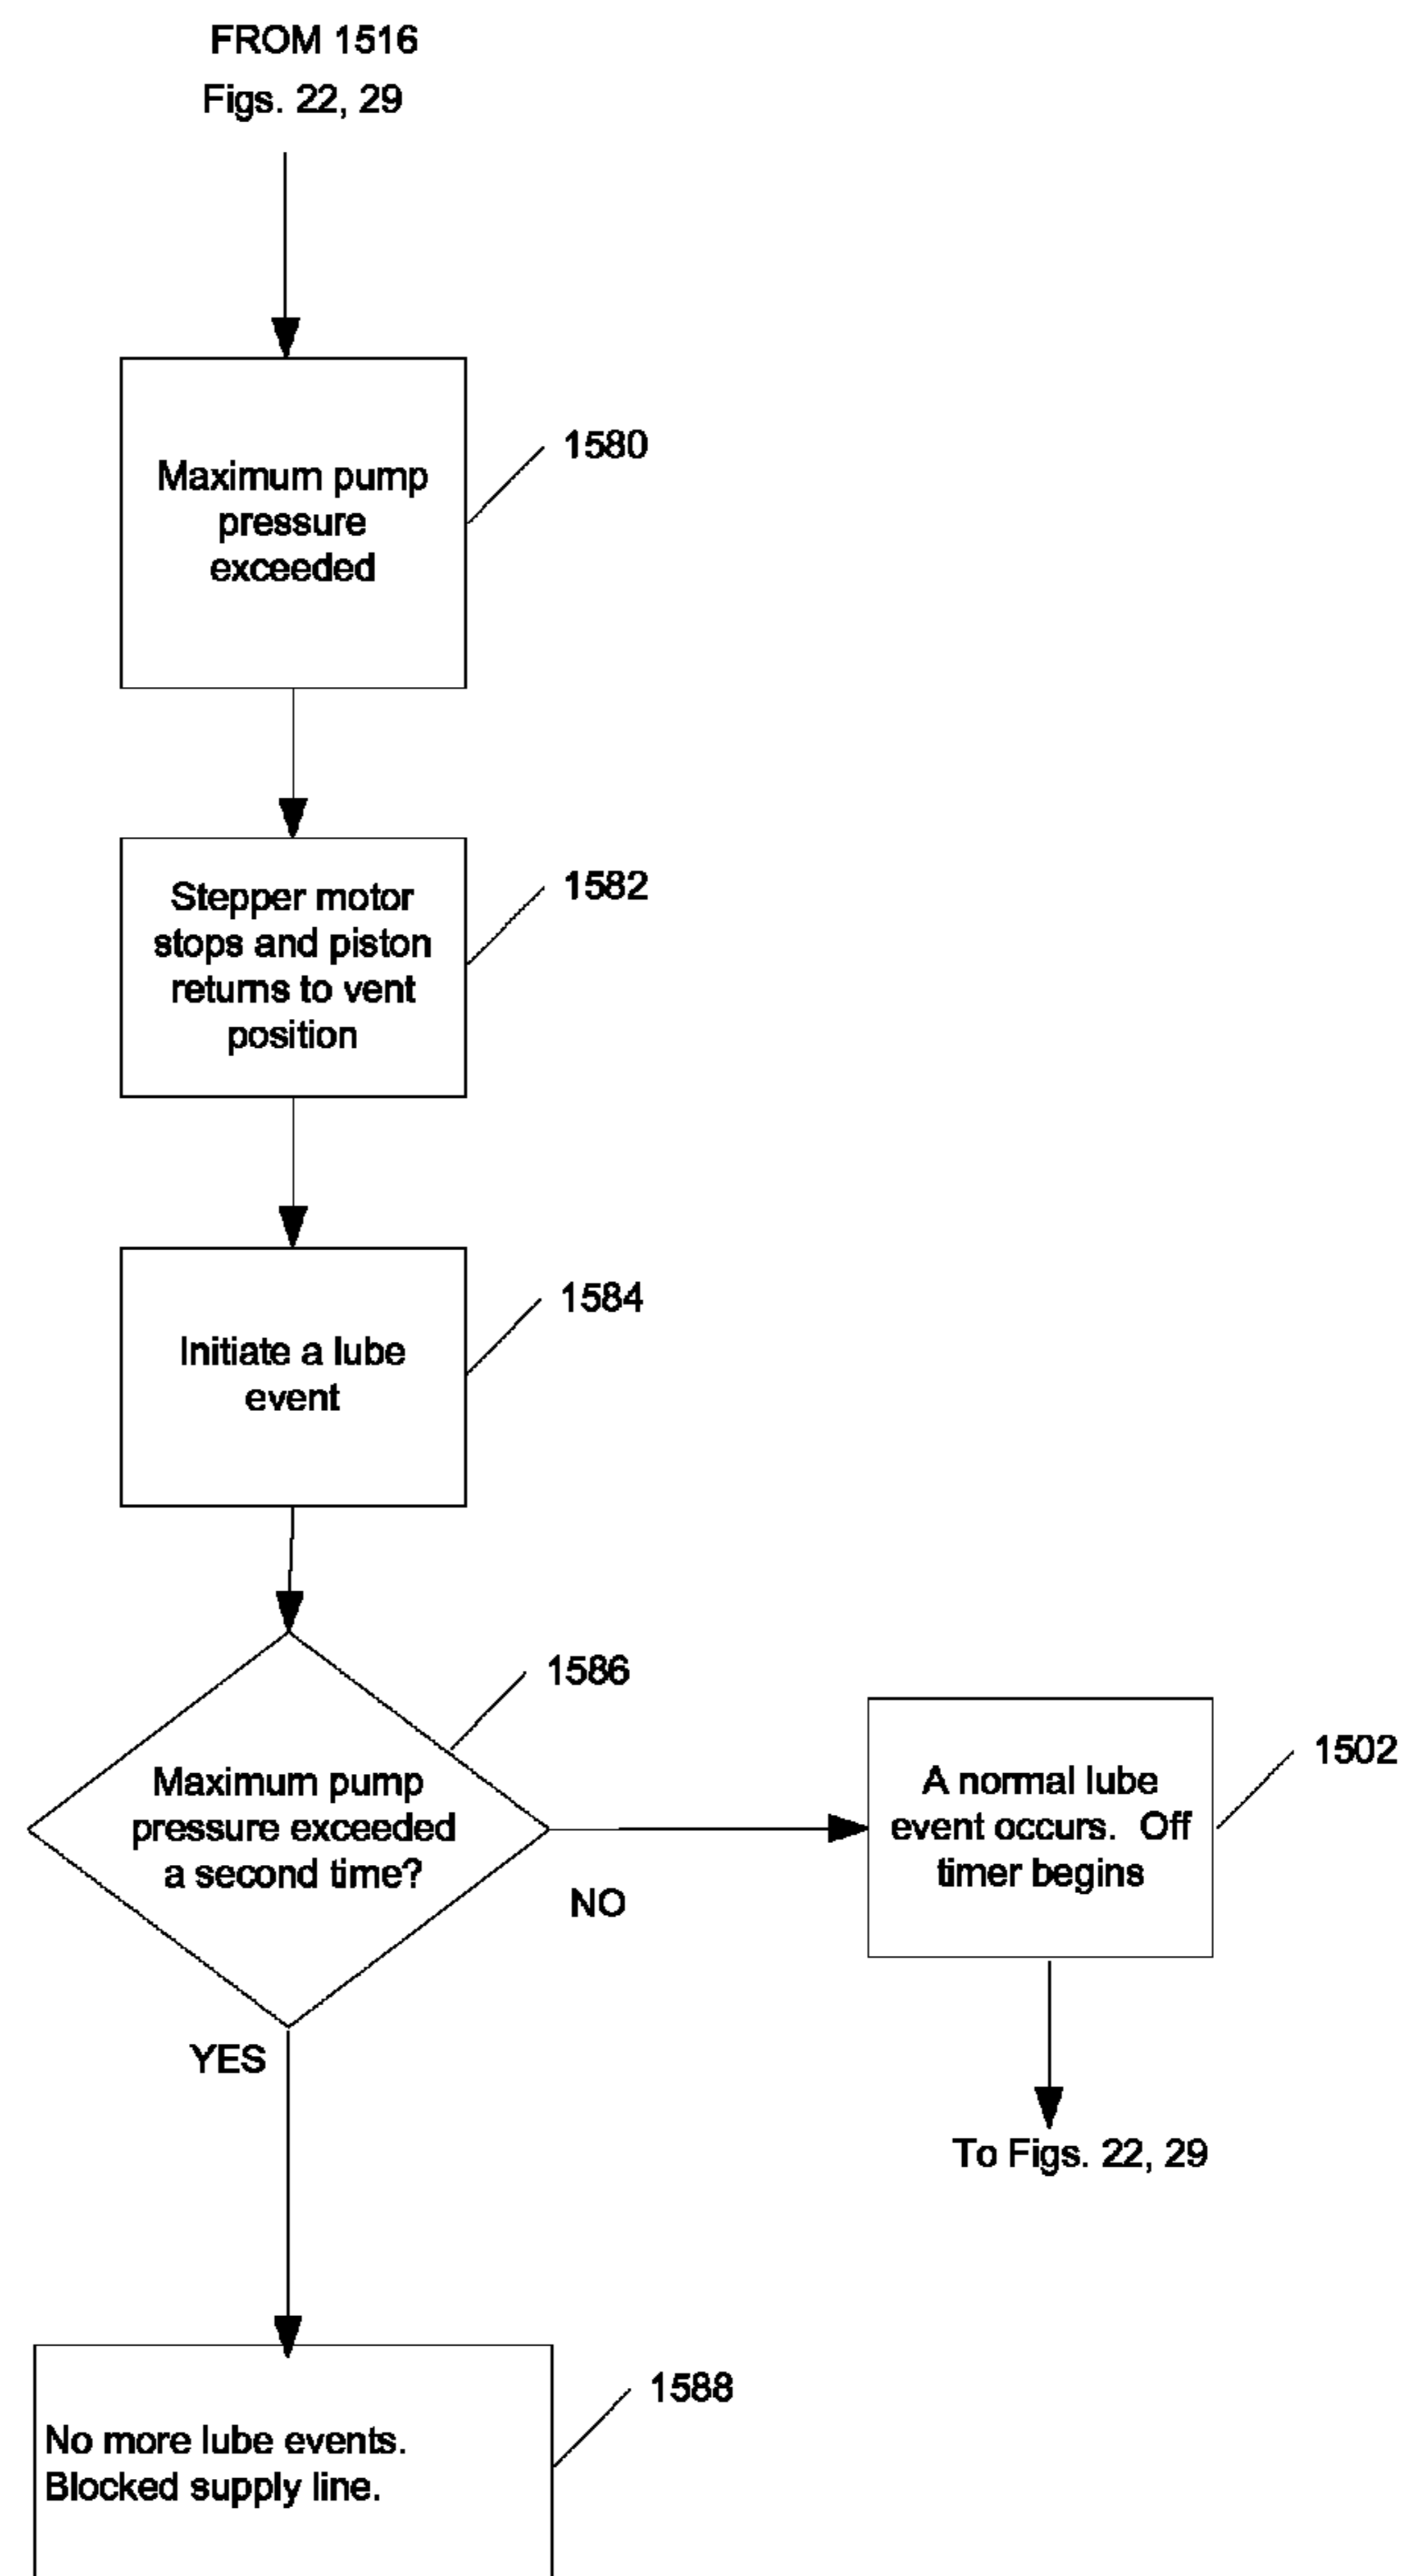 FROM 1516
Figs. 22, 29
Maximum pump
pressure
exceeded
1580
Stepper motor
stops and piston
returns to vent
position
1582
Initiate a lube
event
1584
Maximum pump
pressure exceeded
a second time?
1586
NO
A normal lube
event occurs.  Off
timer begins
1502
To Figs. 22, 29
YES
No more lube events.
Blocked supply line.
1588